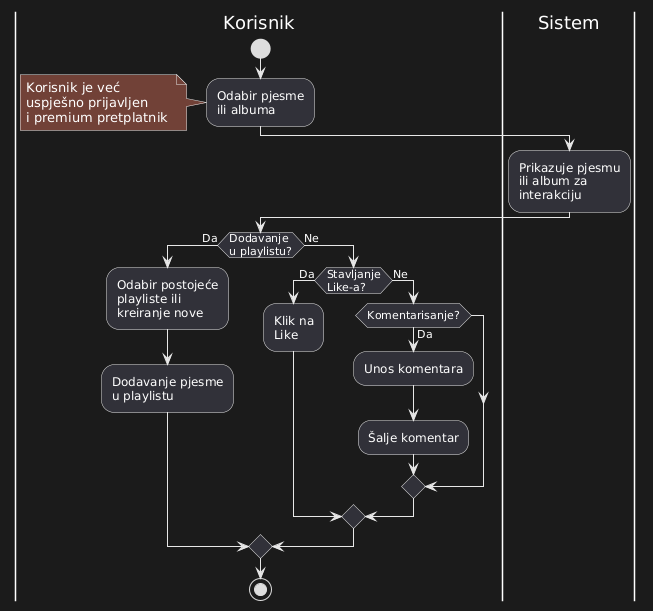 Korisnik
Sistem
Korisnik je već
uspješno prijavljen
i premium pretplatnik
Odabir pjesme
ili albuma
Prikazuje pjesmu
ili album za
interakciju
Da
Dodavanje
u playlistu?
Ne
Odabir postojeće
playliste ili
kreiranje nove
Dodavanje pjesme
u playlistu
Da
Stavljanje
Like-a?
Ne
Klik na
Like
Komentarisanje?
Da
Unos komentara
Šalje komentar